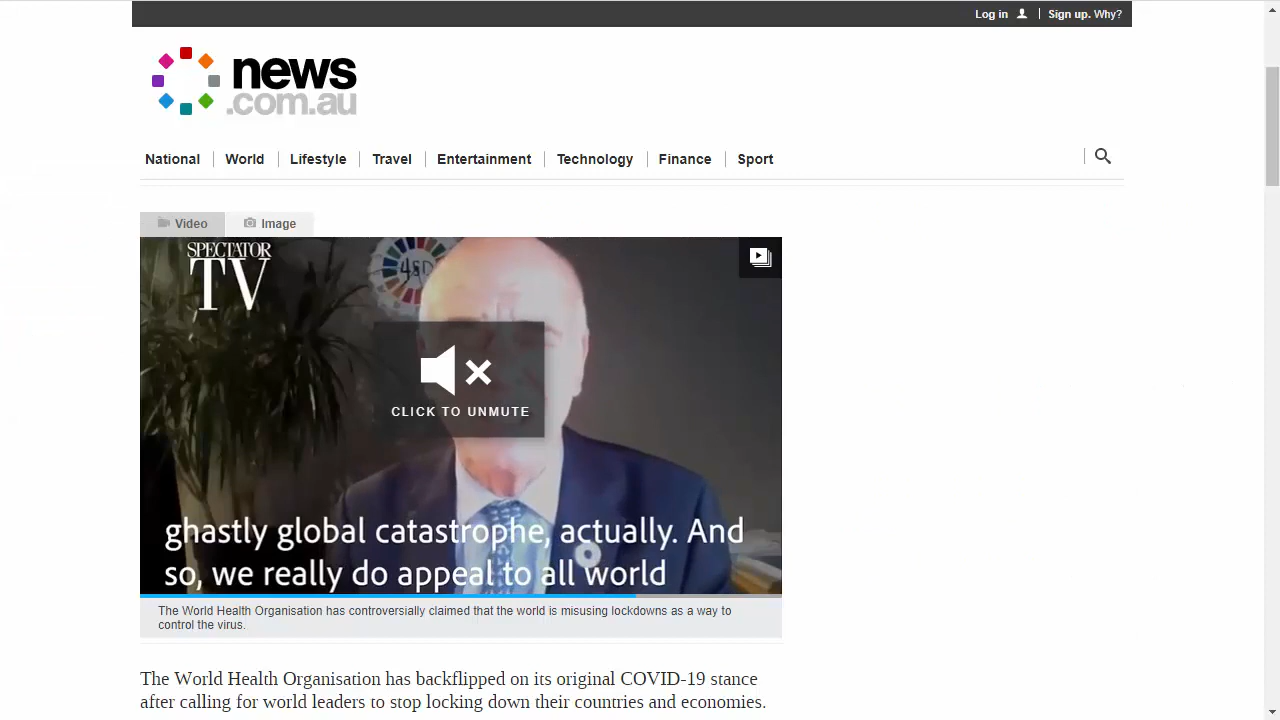 Log in
Sign up. Why?
news
.com.au
National World Lifestyle Travel Entertainment Technology Finance Sport
Video Image
SPECTATOR
TV
4SD
CLICK TO UNMUTE
ghastly global catastrophe, actually. And
so, we really do appeal to all world
The World Health Organisation has controversially claimed that the world is misusing lockdowns as a way to
control the virus.
The World Health Organisation has backflipped on its original COVID-19 stance
after calling for world leaders to stop locking down their countries and economies.